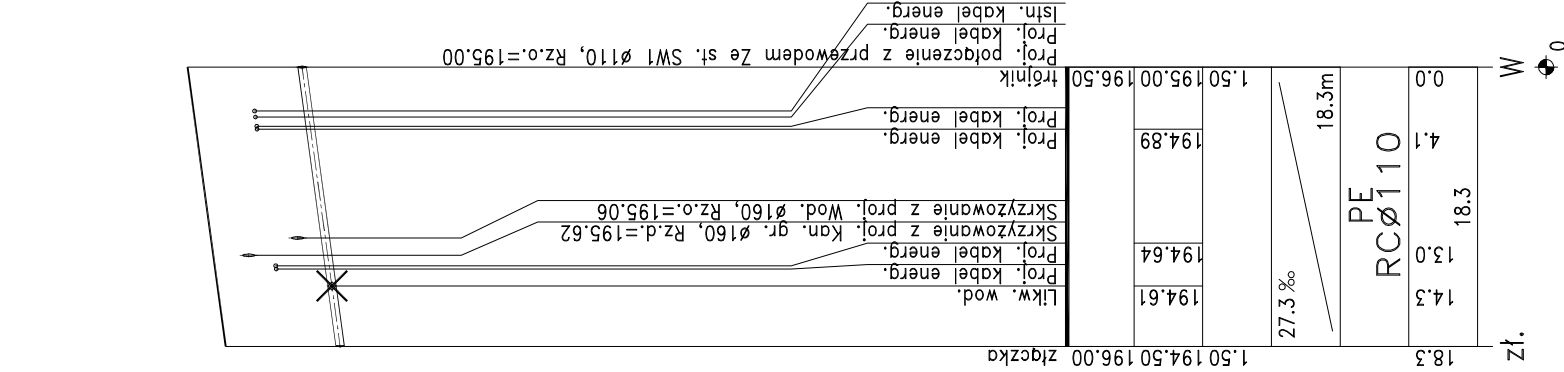 Istn. kabel energ.
Proj. kabel energ.
Proj. połączenie z przewodem Ze st. SW1 ø110, Rz.o.=195.00
trójnik 196.50 195.00 1.50 0.0
Proj. kabel energ.
Proj. kabel energ. 194.89 4.1
Skrzyżowanie z proj. Wod. ø160, Rz.o.=195.06
Skrzyżowanie z proj. Kan. gr. ø160, Rz.d.=195.62
Proj. kabel energ. 194.64 13.0
Proj. kabel energ.
Likw. wod. 194.61 14.3
złączka 196.00 194.50 1.50 18.3
27.3 ‰
18.3m
PE
RCø110
18.3
W
0
zł.